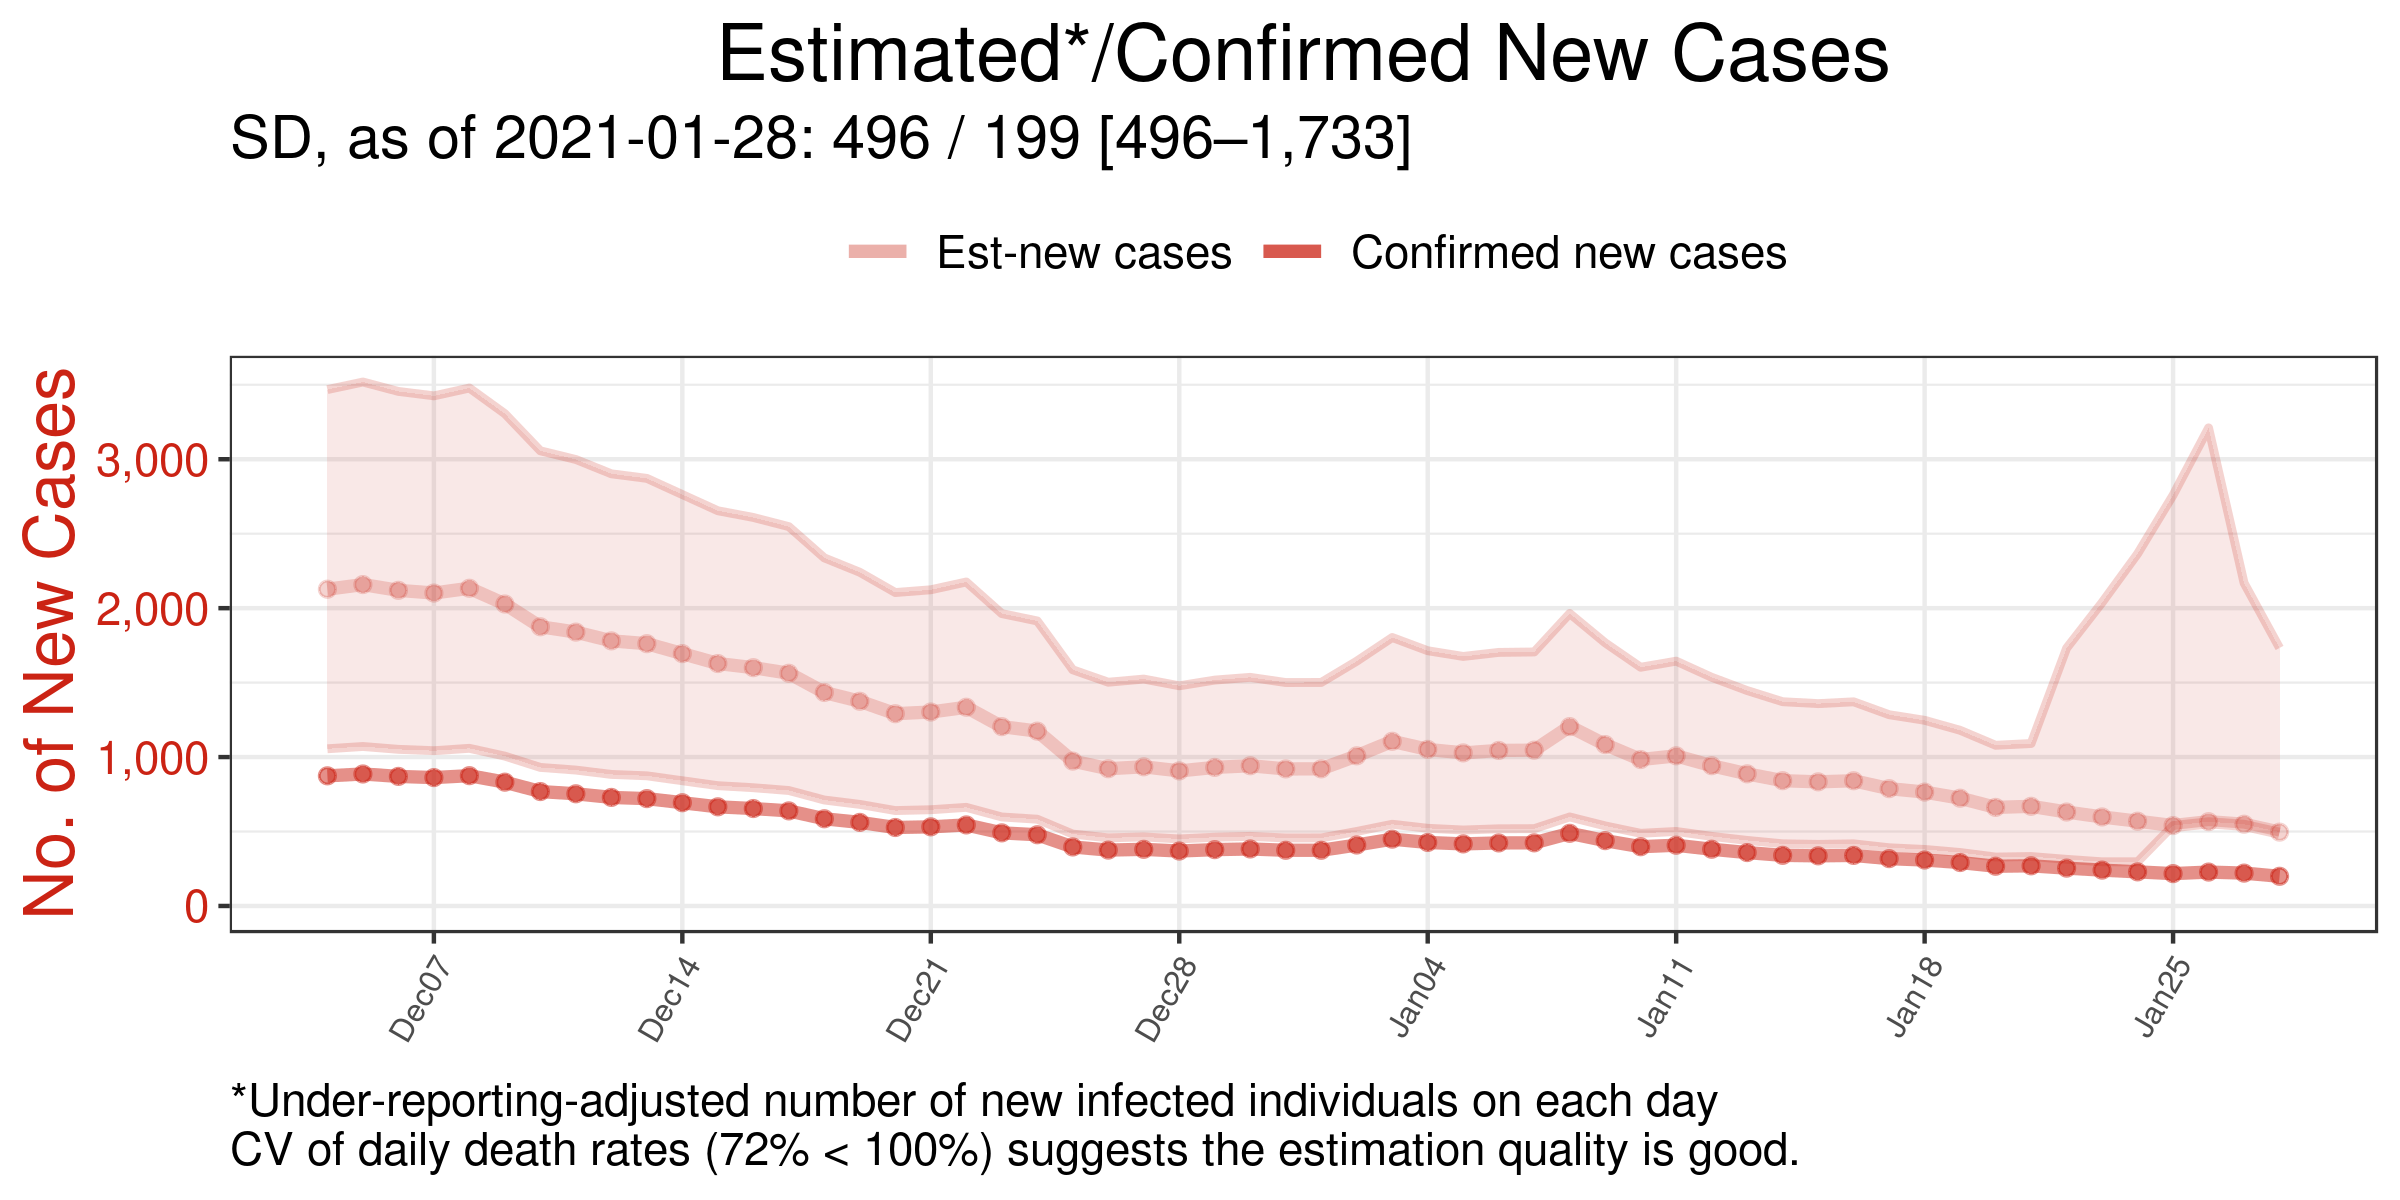 Estimated*/Confirmed New Cases
SD, as of 2021-01-28: 496 / 199 [496–1,733]
Est-new cases
Confirmed new cases
No. of New Cases
3,000
2,000
1,000
0
Dec07
Dec14
Dec21
Dec28
Jan04
Jan11
Jan18
Jan25
*Under-reporting-adjusted number of new infected individuals on each day
CV of daily death rates (72% < 100%) suggests the estimation quality is good.